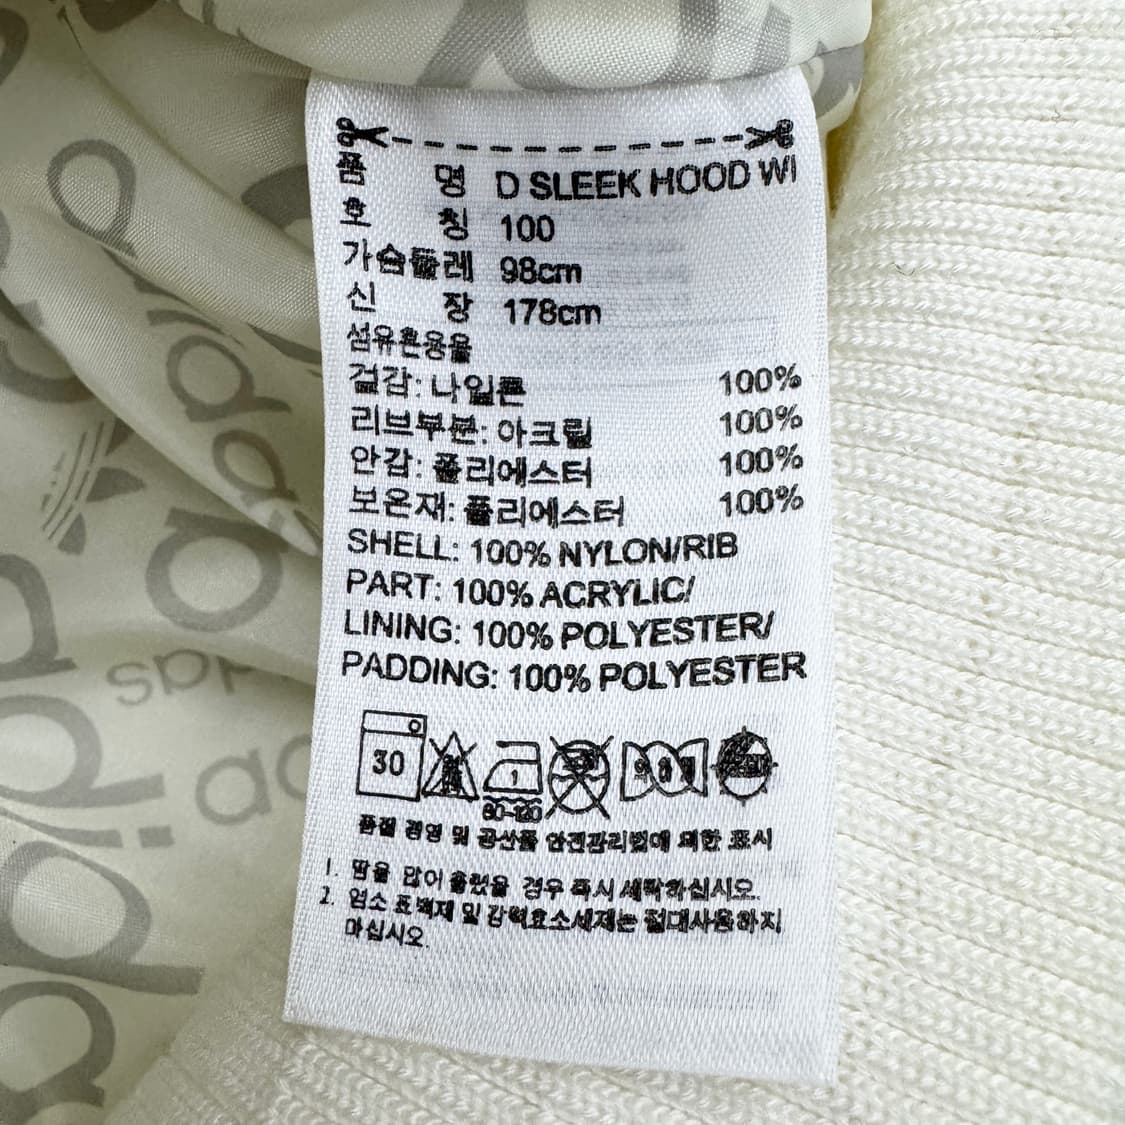 품 명 D SLEEK HOOD WI
호 칭 100
가슴둘레 98cm
신 장 178cm
섬유혼용율
겉감: 나일론 100%
리브부분: 아크릴 100%
안감: 폴리에스터 100%
보온재: 폴리에스터 100%
SHELL: 100% NYLON/RIB
PART: 100% ACRYLIC/
LINING: 100% POLYESTER/
PADDING: 100% POLYESTER
30 1
80-120
품질 경영 및 공산품 안전관리법에 의한 표시
1. 땀을 많이 흘렸을 경우 즉시 세탁하십시오.
2. 염소 표백제 및 강력효소세제는 절대사용하지
마십시오.
adidas